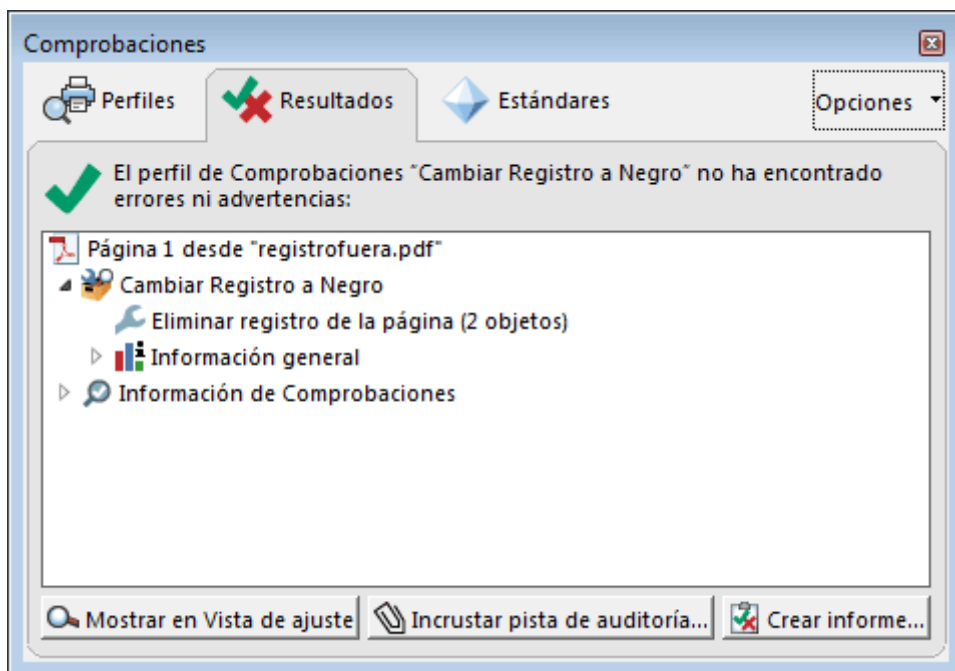 Comprobaciones
Perfiles
Resultados
Estándares
Opciones
El perfil de Comprobaciones "Cambiar Registro a Negro" no ha encontrado
errores ni advertencias:
Página 1 desde "registrofuera.pdf"
Cambiar Registro a Negro
Eliminar registro de la página (2 objetos)
Información general
Información de Comprobaciones
Mostrar en Vista de ajuste
Incrustar pista de auditoría...
Crear informe...